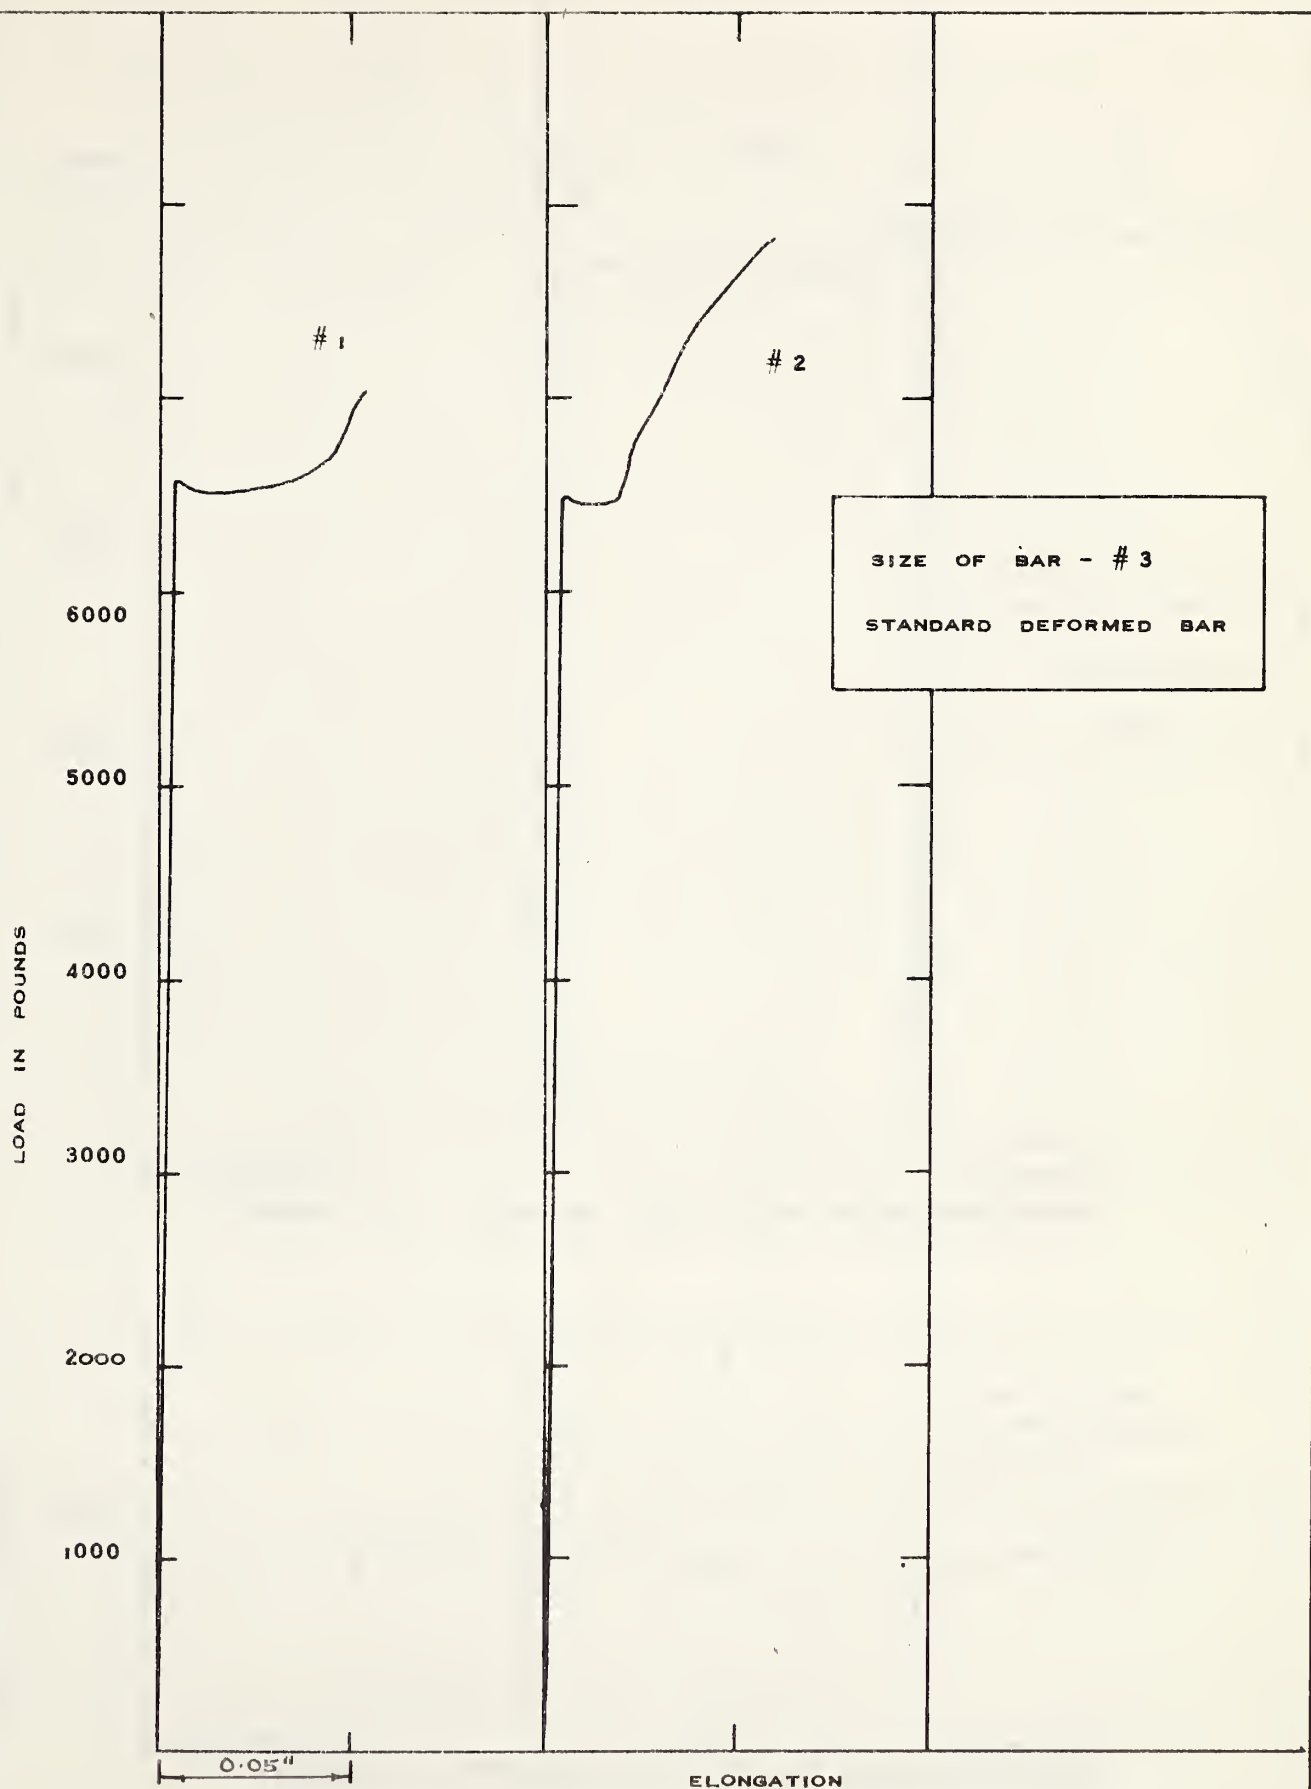 # 1
# 2
SIZE OF BAR - # 3
STANDARD DEFORMED BAR
6000
5000
4000
3000
2000
1000
LOAD IN POUNDS
0.05"
ELONGATION